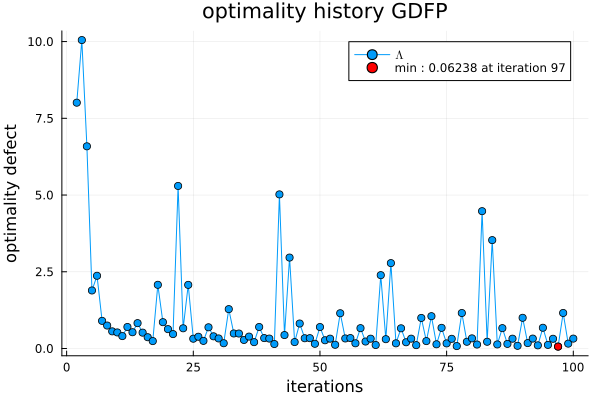 optimality history GDFP
Λ
min : 0.06238 at iteration 97
optimality defect
10.0
7.5
5.0
2.5
0.0
0 25 50 75 100
iterations